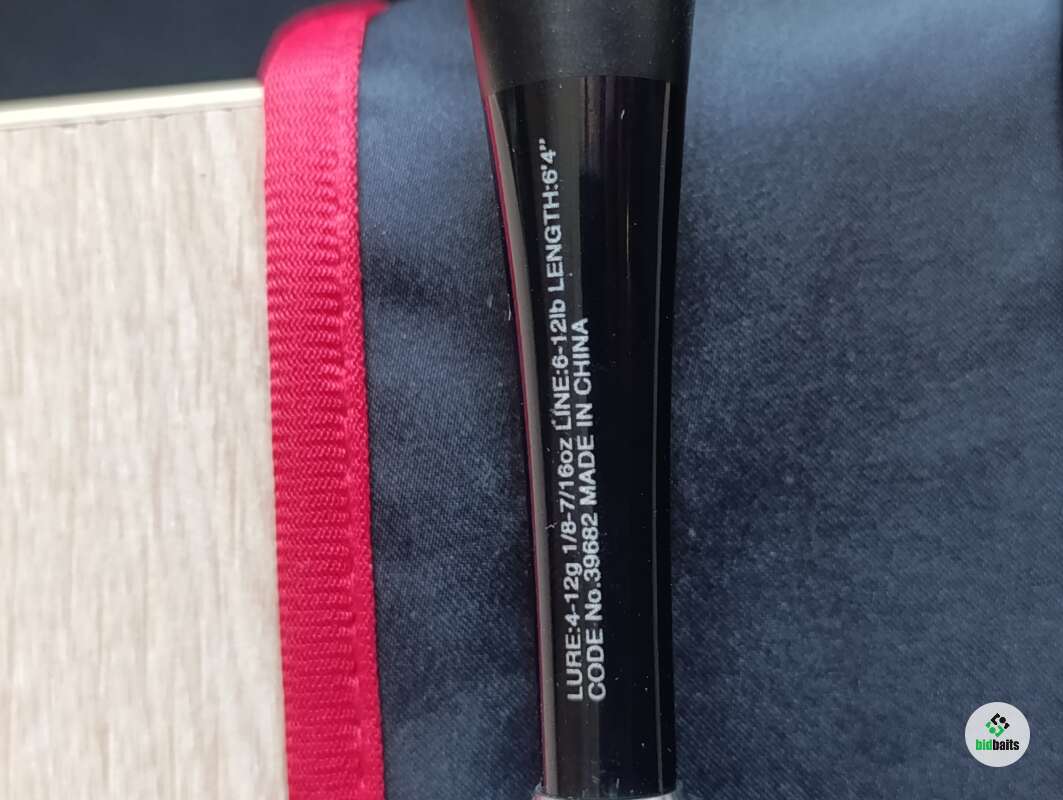 LURE:4-12g 1/8-7/16oz LINE:6-12lb LENGTH:6'4"
CODE No.39682 MADE IN CHINA
bidbaits